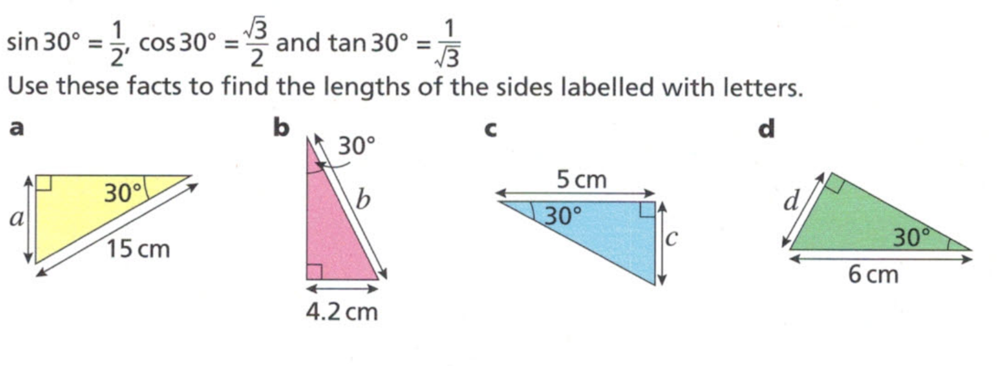 sin 30° = 1/2, cos 30° = √3/2 and tan 30° = 1/√3
Use these facts to find the lengths of the sides labelled with letters.
a b c d
30°
a
15 cm
30°
b
4.2 cm
5 cm
30°
c
d
30°
6 cm